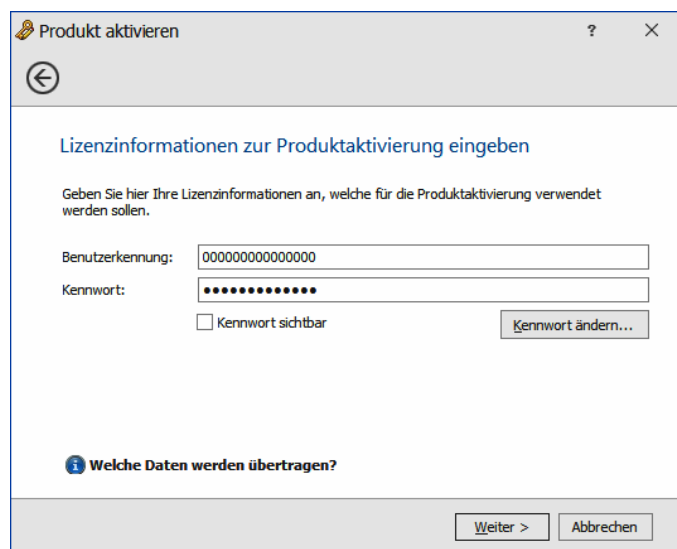 Produkt aktivieren
?
Lizenzinformationen zur Produktaktivierung eingeben
Geben Sie hier Ihre Lizenzinformationen an, welche für die Produktaktivierung verwendet
werden sollen.
Benutzerkennung: 000000000000000
Kennwort: •••••••••••••
Kennwort sichtbar
Kennwort ändern...
Welche Daten werden übertragen?
Weiter > Abbrechen